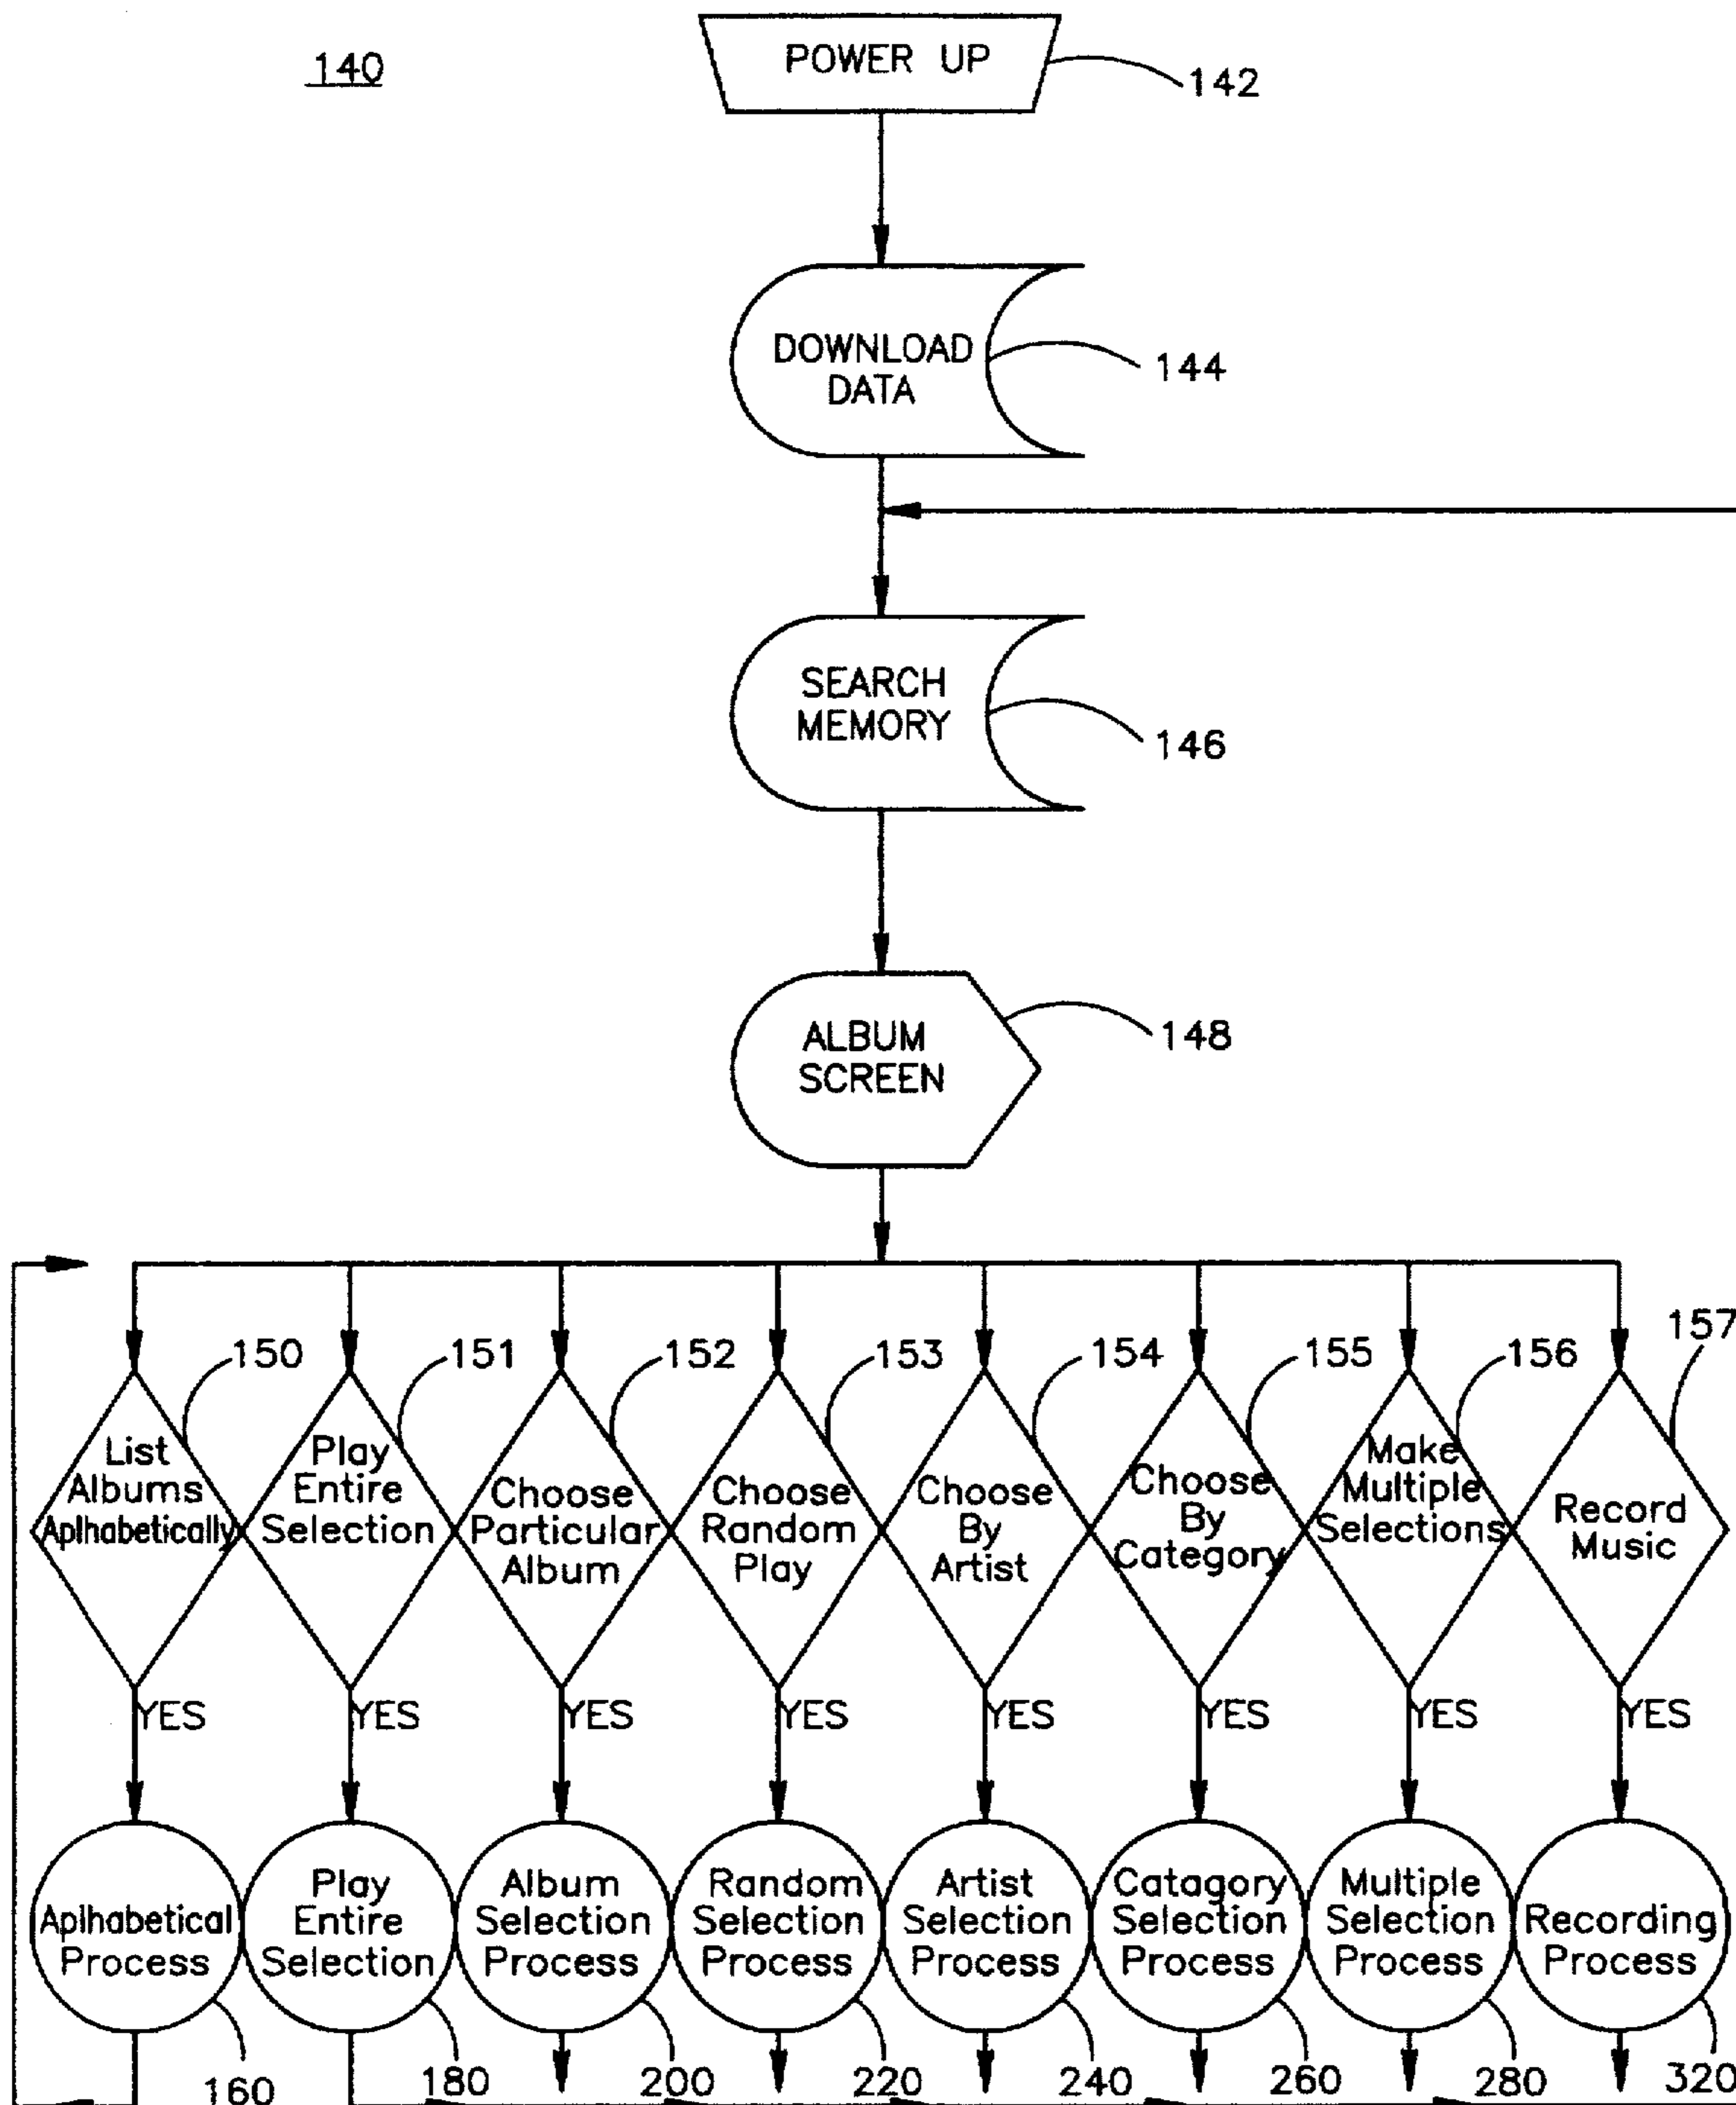 140
POWER UP
142
DOWNLOAD
DATA
144
SEARCH
MEMORY
146
ALBUM
SCREEN
148
150
151
152
153
154
155
156
157
List
Albums
Aplhabetically
Play
Entire
Selection
Choose
Particular
Album
Choose
Random
Play
Choose
By
Artist
Choose
By
Category
Make
Multiple
Selections
Record
Music
YES
YES
YES
YES
YES
YES
YES
YES
Aplhabetical
Process
Play
Entire
Selection
Album
Selection
Process
Random
Selection
Process
Artist
Selection
Process
Catagory
Selection
Process
Multiple
Selection
Process
Recording
Process
160
180
200
220
240
260
280
320